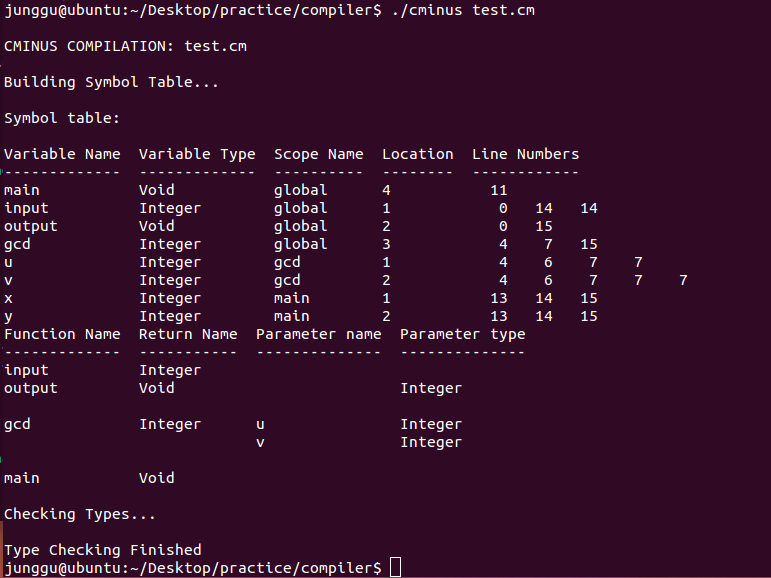 junggu@ubuntu:~/Desktop/practice/compiler$ ./cminus test.cm
CMINUS COMPILATION: test.cm
Building Symbol Table...
Symbol table:
Variable Name  Variable Type  Scope Name  Location  Line Numbers
-------------  -------------  ----------  --------  ------------
main           Void           global      4           11
input          Integer        global      1            0   14   14
output         Void           global      2            0   15
gcd            Integer        global      3            4    7   15
u              Integer        gcd         1            4    6    7    7
v              Integer        gcd         2            4    6    7    7    7
x              Integer        main        1           13   14   15
y              Integer        main        2           13   14   15
Function Name  Return Name  Parameter name  Parameter type
-------------  -----------  --------------  --------------
input          Integer
output         Void                         Integer
gcd            Integer      u               Integer
                            v               Integer
main           Void
Checking Types...
Type Checking Finished
junggu@ubuntu:~/Desktop/practice/compiler$